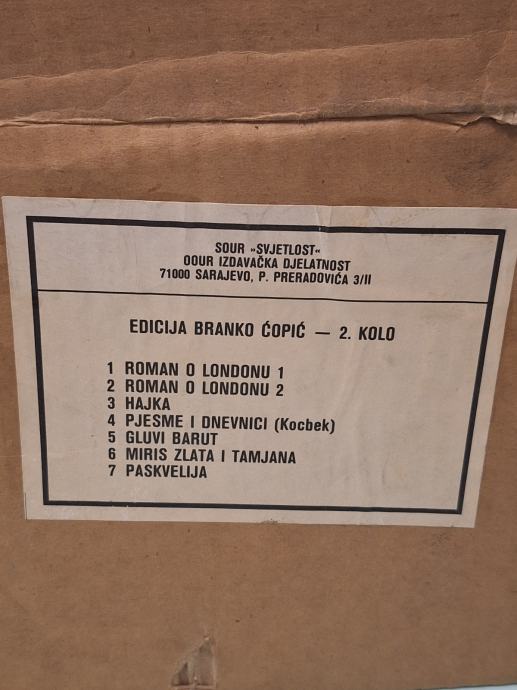 SOUR »SVJETLOST«
OOUR IZDAVAČKA DJELATNOST
71000 SARAJEVO, P. PRERADOVIĆA 3/II
EDICIJA BRANKO ĆOPIĆ — 2. KOLO
1 ROMAN O LONDONU 1
2 ROMAN O LONDONU 2
3 HAJKA
4 PJESME I DNEVNICI (Kocbek)
5 GLUVI BARUT
6 MIRIS ZLATA I TAMJANA
7 PASKVELIJA